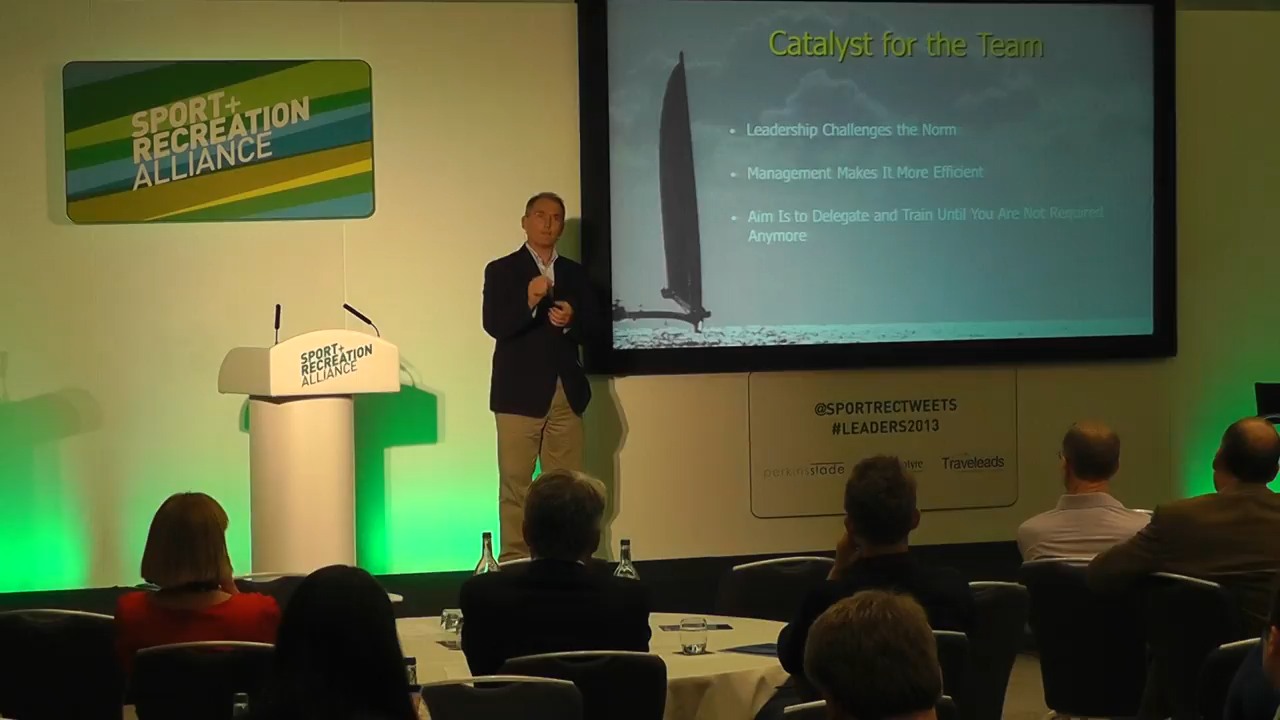 SPORT+
RECREATION
ALLIANCE
Catalyst for the Team
• Leadership Challenges the Norm
• Management Makes It More Efficient
• Aim Is to Delegate and Train Until You Are Not Required
Anymore
SPORT+
RECREATION
ALLIANCE
@SPORTRECTWEETS
#LEADERS2013
perkinsslade Traveleads